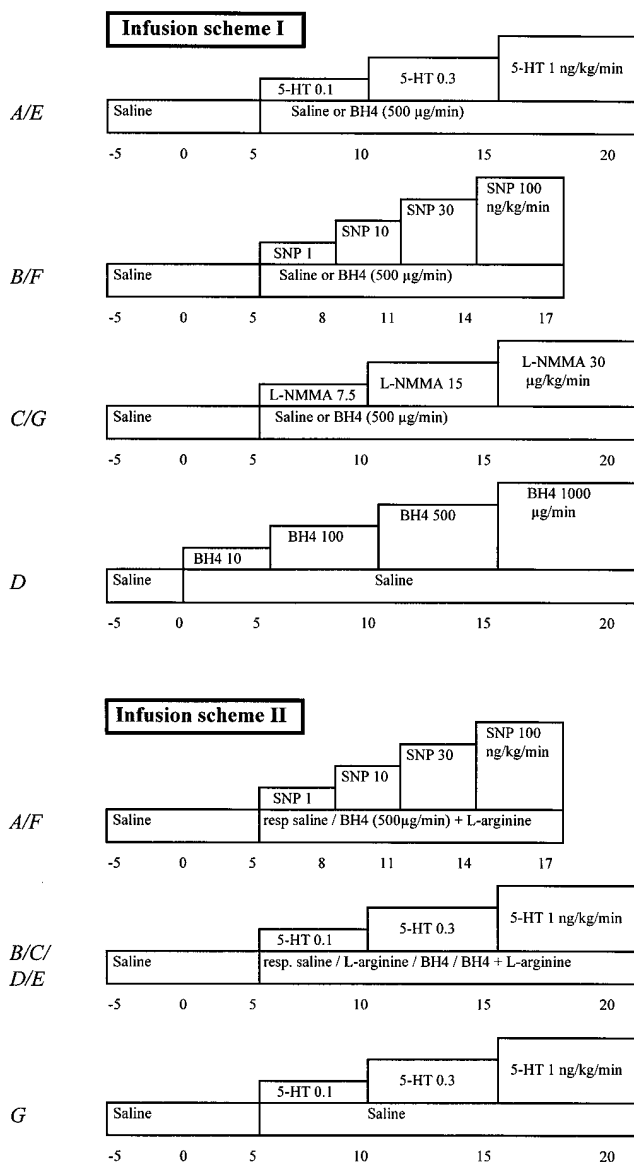 Infusion scheme I
5-HT 0.1
5-HT 0.3
5-HT 1 ng/kg/min
A/E
Saline
Saline or BH4 (500 µg/min)
-5 0 5 10 15 20
SNP 1
SNP 10
SNP 30
SNP 100
ng/kg/min
B/F
Saline
Saline or BH4 (500 µg/min)
-5 0 5 8 11 14 17
L-NMMA 7.5
L-NMMA 15
L-NMMA 30
µg/kg/min
C/G
Saline
Saline or BH4 (500 µg/min)
-5 0 5 10 15 20
BH4 10
BH4 100
BH4 500
BH4 1000
µg/min
D
Saline
Saline
-5 0 5 10 15 20
Infusion scheme II
SNP 1
SNP 10
SNP 30
SNP 100
ng/kg/min
A/F
Saline
resp saline / BH4 (500µg/min) + L-arginine
-5 0 5 8 11 14 17
5-HT 0.1
5-HT 0.3
5-HT 1 ng/kg/min
B/C/
D/E
Saline
resp. saline / L-arginine / BH4 / BH4 + L-arginine
-5 0 5 10 15 20
5-HT 0.1
5-HT 0.3
5-HT 1 ng/kg/min
G
Saline
Saline
-5 0 5 10 15 20